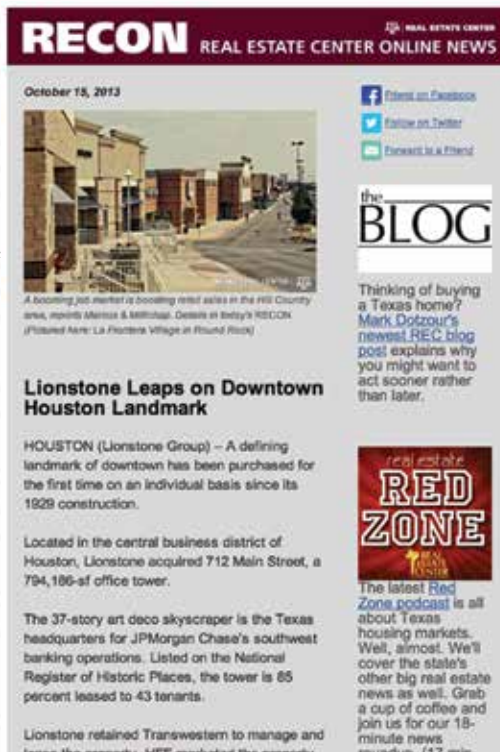 RECON REAL ESTATE CENTER ONLINE NEWS
REAL ESTATE CENTER
October 15, 2013
A booming job market is boosting retail sales in the Hill Country
area, reports Marcus & Millichap. Details in today's RECON
(Pictured here: La Frontera Village in Round Rock)
Lionstone Leaps on Downtown
Houston Landmark
HOUSTON (Lionstone Group) – A defining
landmark of downtown has been purchased for
the first time on an individual basis since its
1929 construction.
Located in the central business district of
Houston, Lionstone acquired 712 Main Street, a
794,186-sf office tower.
The 37-story art deco skyscraper is the Texas
headquarters for JPMorgan Chase's southwest
banking operations. Listed on the National
Register of Historic Places, the tower is 85
percent leased to 43 tenants.
Lionstone retained Transwestern to manage and
lease the property. HFF marketed the property
Friend on Facebook
Follow on Twitter
Forward to a Friend
the
BLOG
Thinking of buying
a Texas home?
Mark Dotzour's
newest REC blog
post explains why
you might want to
act sooner rather
than later.
real estate
RED
ZONE
REAL
ESTATE
CENTER
The latest Red
Zone podcast is all
about Texas
housing markets.
Well, almost. We'll
cover the state's
other big real estate
news as well. Grab
a cup of coffee and
join us for our 18-
minute news
roundup. (17 min